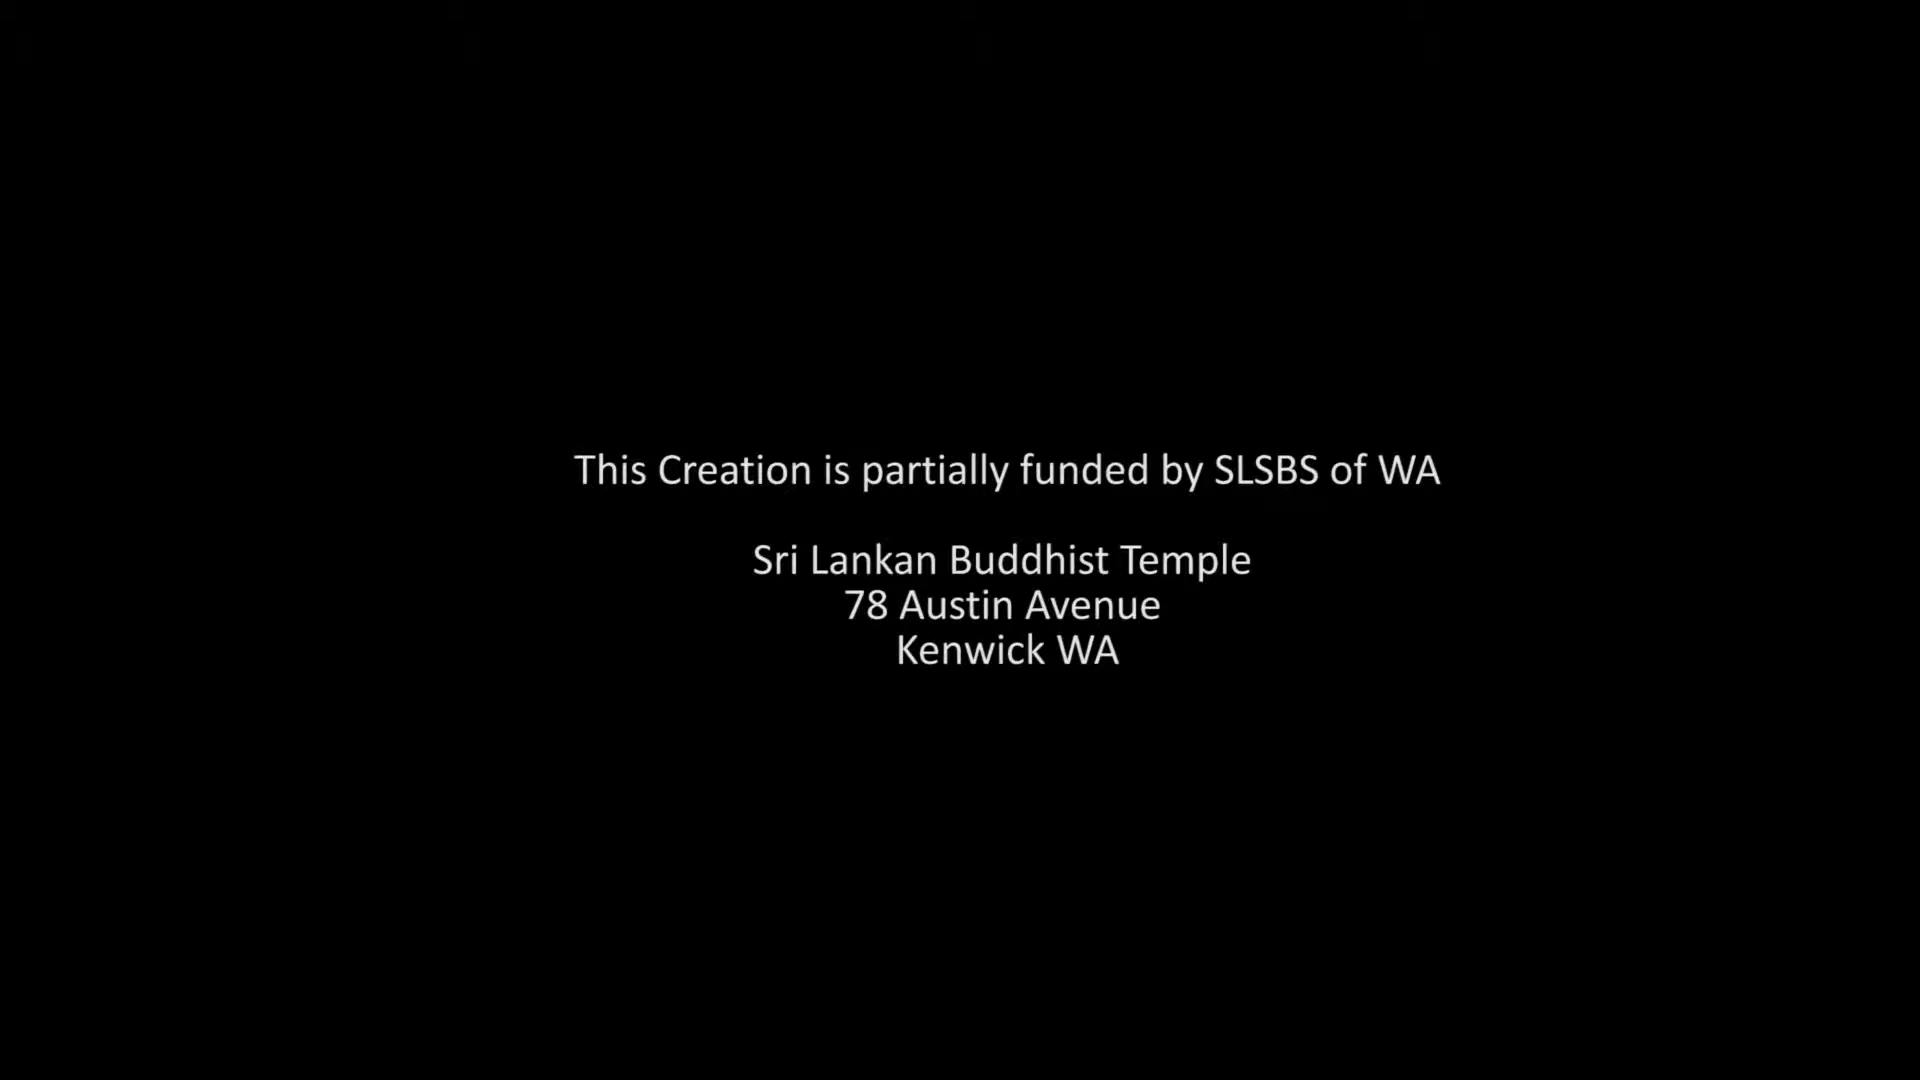 This Creation is partially funded by SLSBS of WA
Sri Lankan Buddhist Temple
78 Austin Avenue
Kenwick WA